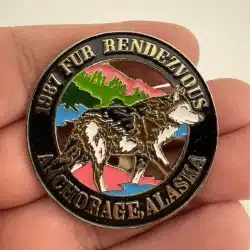 1987 FUR RENDEZVOUS
ANCHORAGE, ALASKA